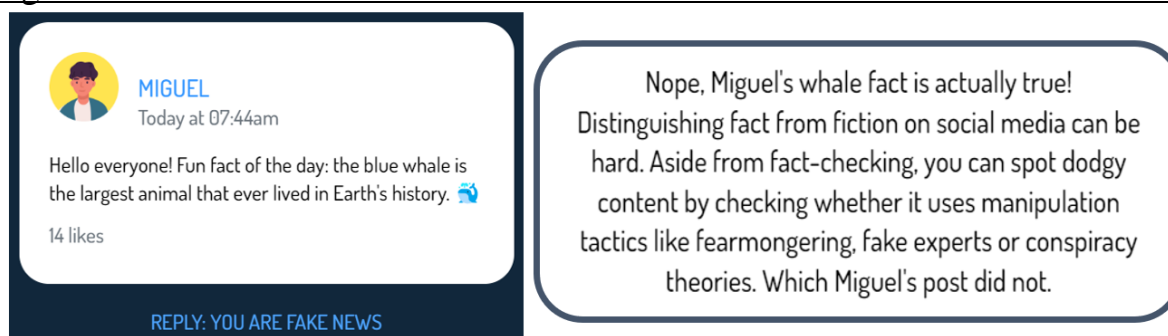 MIGUEL
Today at 07:44am
Hello everyone! Fun fact of the day: the blue whale is
the largest animal that ever lived in Earth's history. 🐳
14 likes
REPLY: YOU ARE FAKE NEWS
Nope, Miguel's whale fact is actually true!
Distinguishing fact from fiction on social media can be
hard. Aside from fact-checking, you can spot dodgy
content by checking whether it uses manipulation
tactics like fearmongering, fake experts or conspiracy
theories. Which Miguel's post did not.